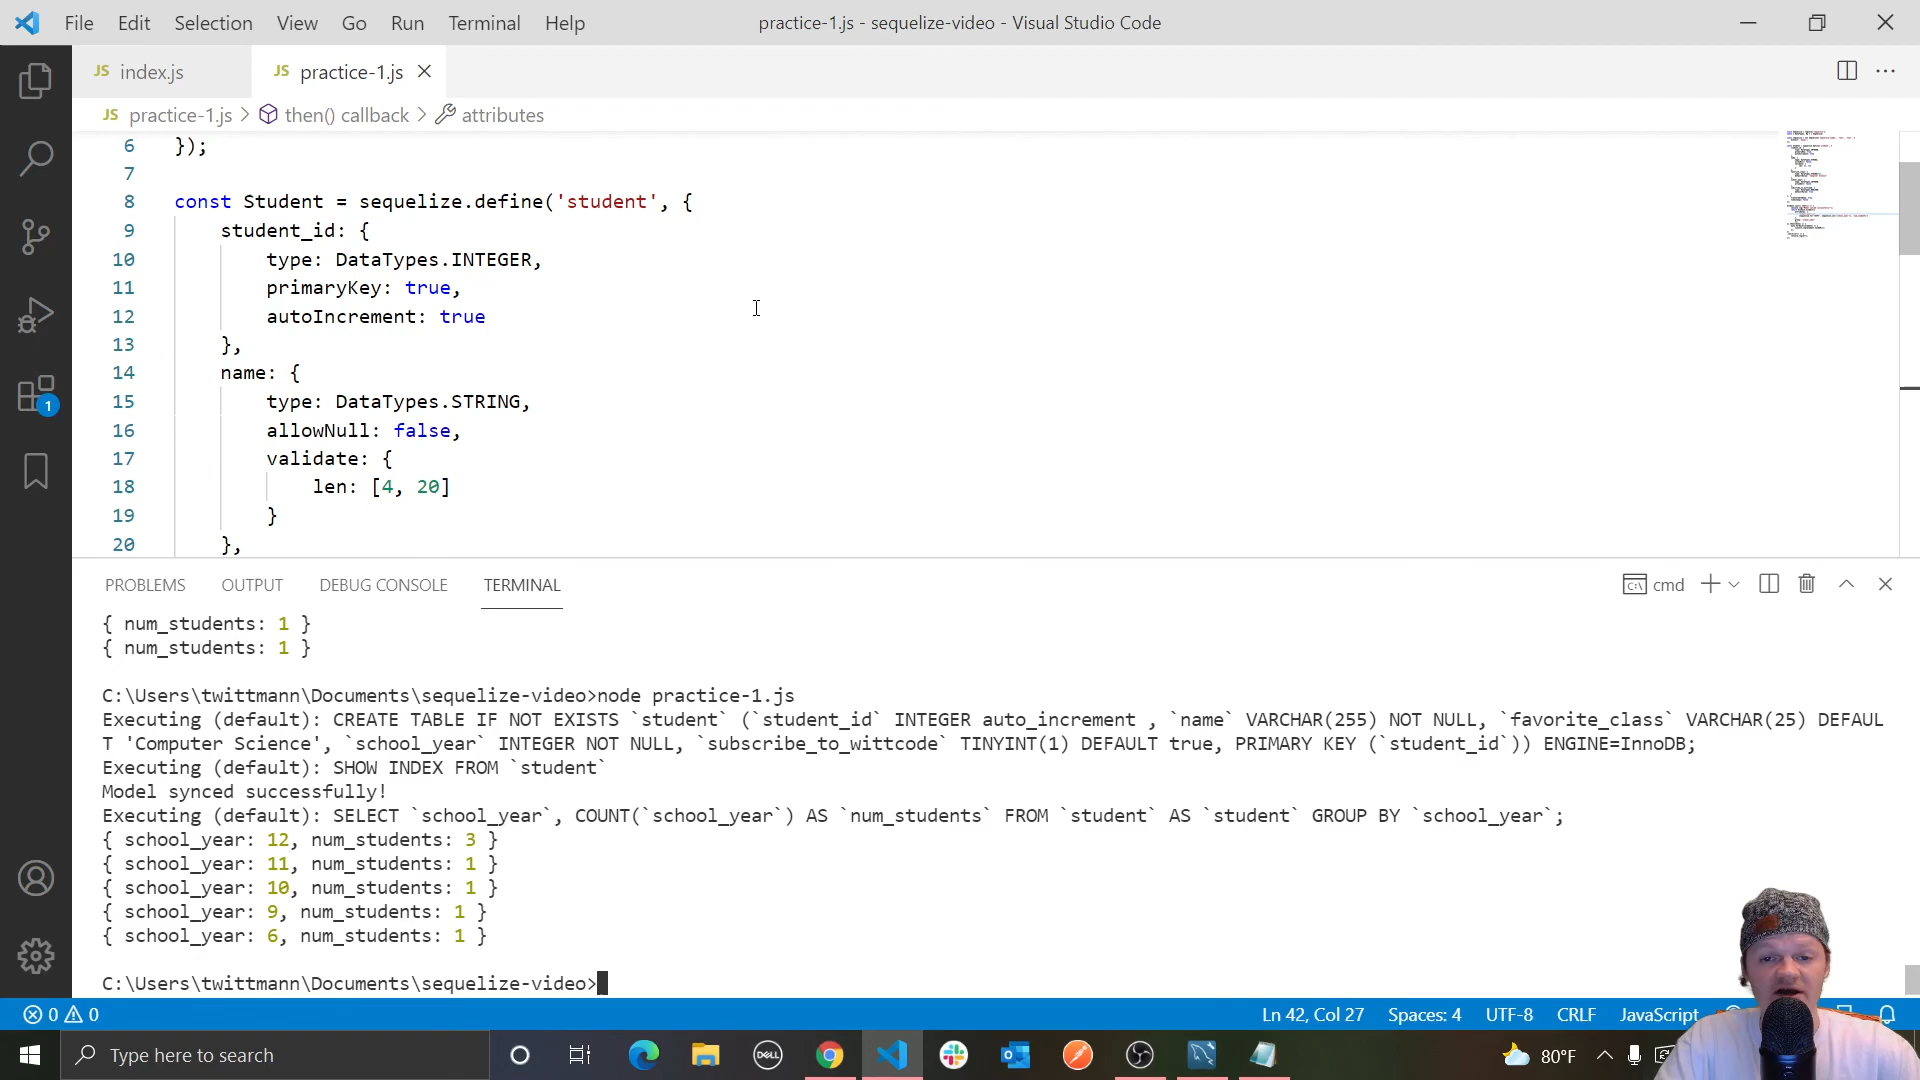 File Edit Selection View Go Run Terminal Help
practice-1.js - sequelize-video - Visual Studio Code
JS index.js
JS practice-1.js
JS practice-1.js > then() callback > attributes
6 });
7
8 const Student = sequelize.define('student', {
9 student_id: {
10 type: DataTypes.INTEGER,
11 primaryKey: true,
12 autoIncrement: true
13 },
14 name: {
15 type: DataTypes.STRING,
16 allowNull: false,
17 validate: {
18 len: [4, 20]
19 }
20 },
1
PROBLEMS OUTPUT DEBUG CONSOLE TERMINAL
cmd
{ num_students: 1 }
{ num_students: 1 }
C:\Users\twittmann\Documents\sequelize-video>node practice-1.js
Executing (default): CREATE TABLE IF NOT EXISTS `student` (`student_id` INTEGER auto_increment , `name` VARCHAR(255) NOT NULL, `favorite_class` VARCHAR(25) DEFAUL
T 'Computer Science', `school_year` INTEGER NOT NULL, `subscribe_to_wittcode` TINYINT(1) DEFAULT true, PRIMARY KEY (`student_id`)) ENGINE=InnoDB;
Executing (default): SHOW INDEX FROM `student`
Model synced successfully!
Executing (default): SELECT `school_year`, COUNT(`school_year`) AS `num_students` FROM `student` AS `student` GROUP BY `school_year`;
{ school_year: 12, num_students: 3 }
{ school_year: 11, num_students: 1 }
{ school_year: 10, num_students: 1 }
{ school_year: 9, num_students: 1 }
{ school_year: 6, num_students: 1 }
C:\Users\twittmann\Documents\sequelize-video>
0 0
Ln 42, Col 27 Spaces: 4 UTF-8 CRLF JavaScript
Type here to search
DELL
80°F